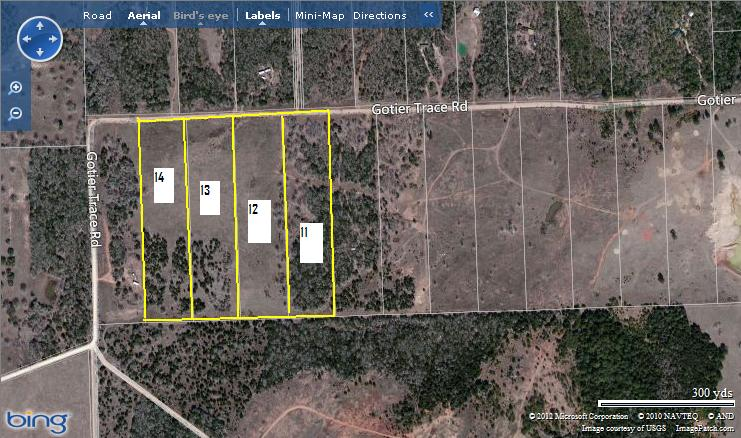 Road Aerial Bird's eye Labels Mini-Map Directions «
Gotier Trace Rd
Gotier
Gotier Trace Rd
14
13
12
11
300 yds
© 2012 Microsoft Corporation © 2010 NAVTEQ © AND
Image courtesy of USGS ImagePatch.com
bing